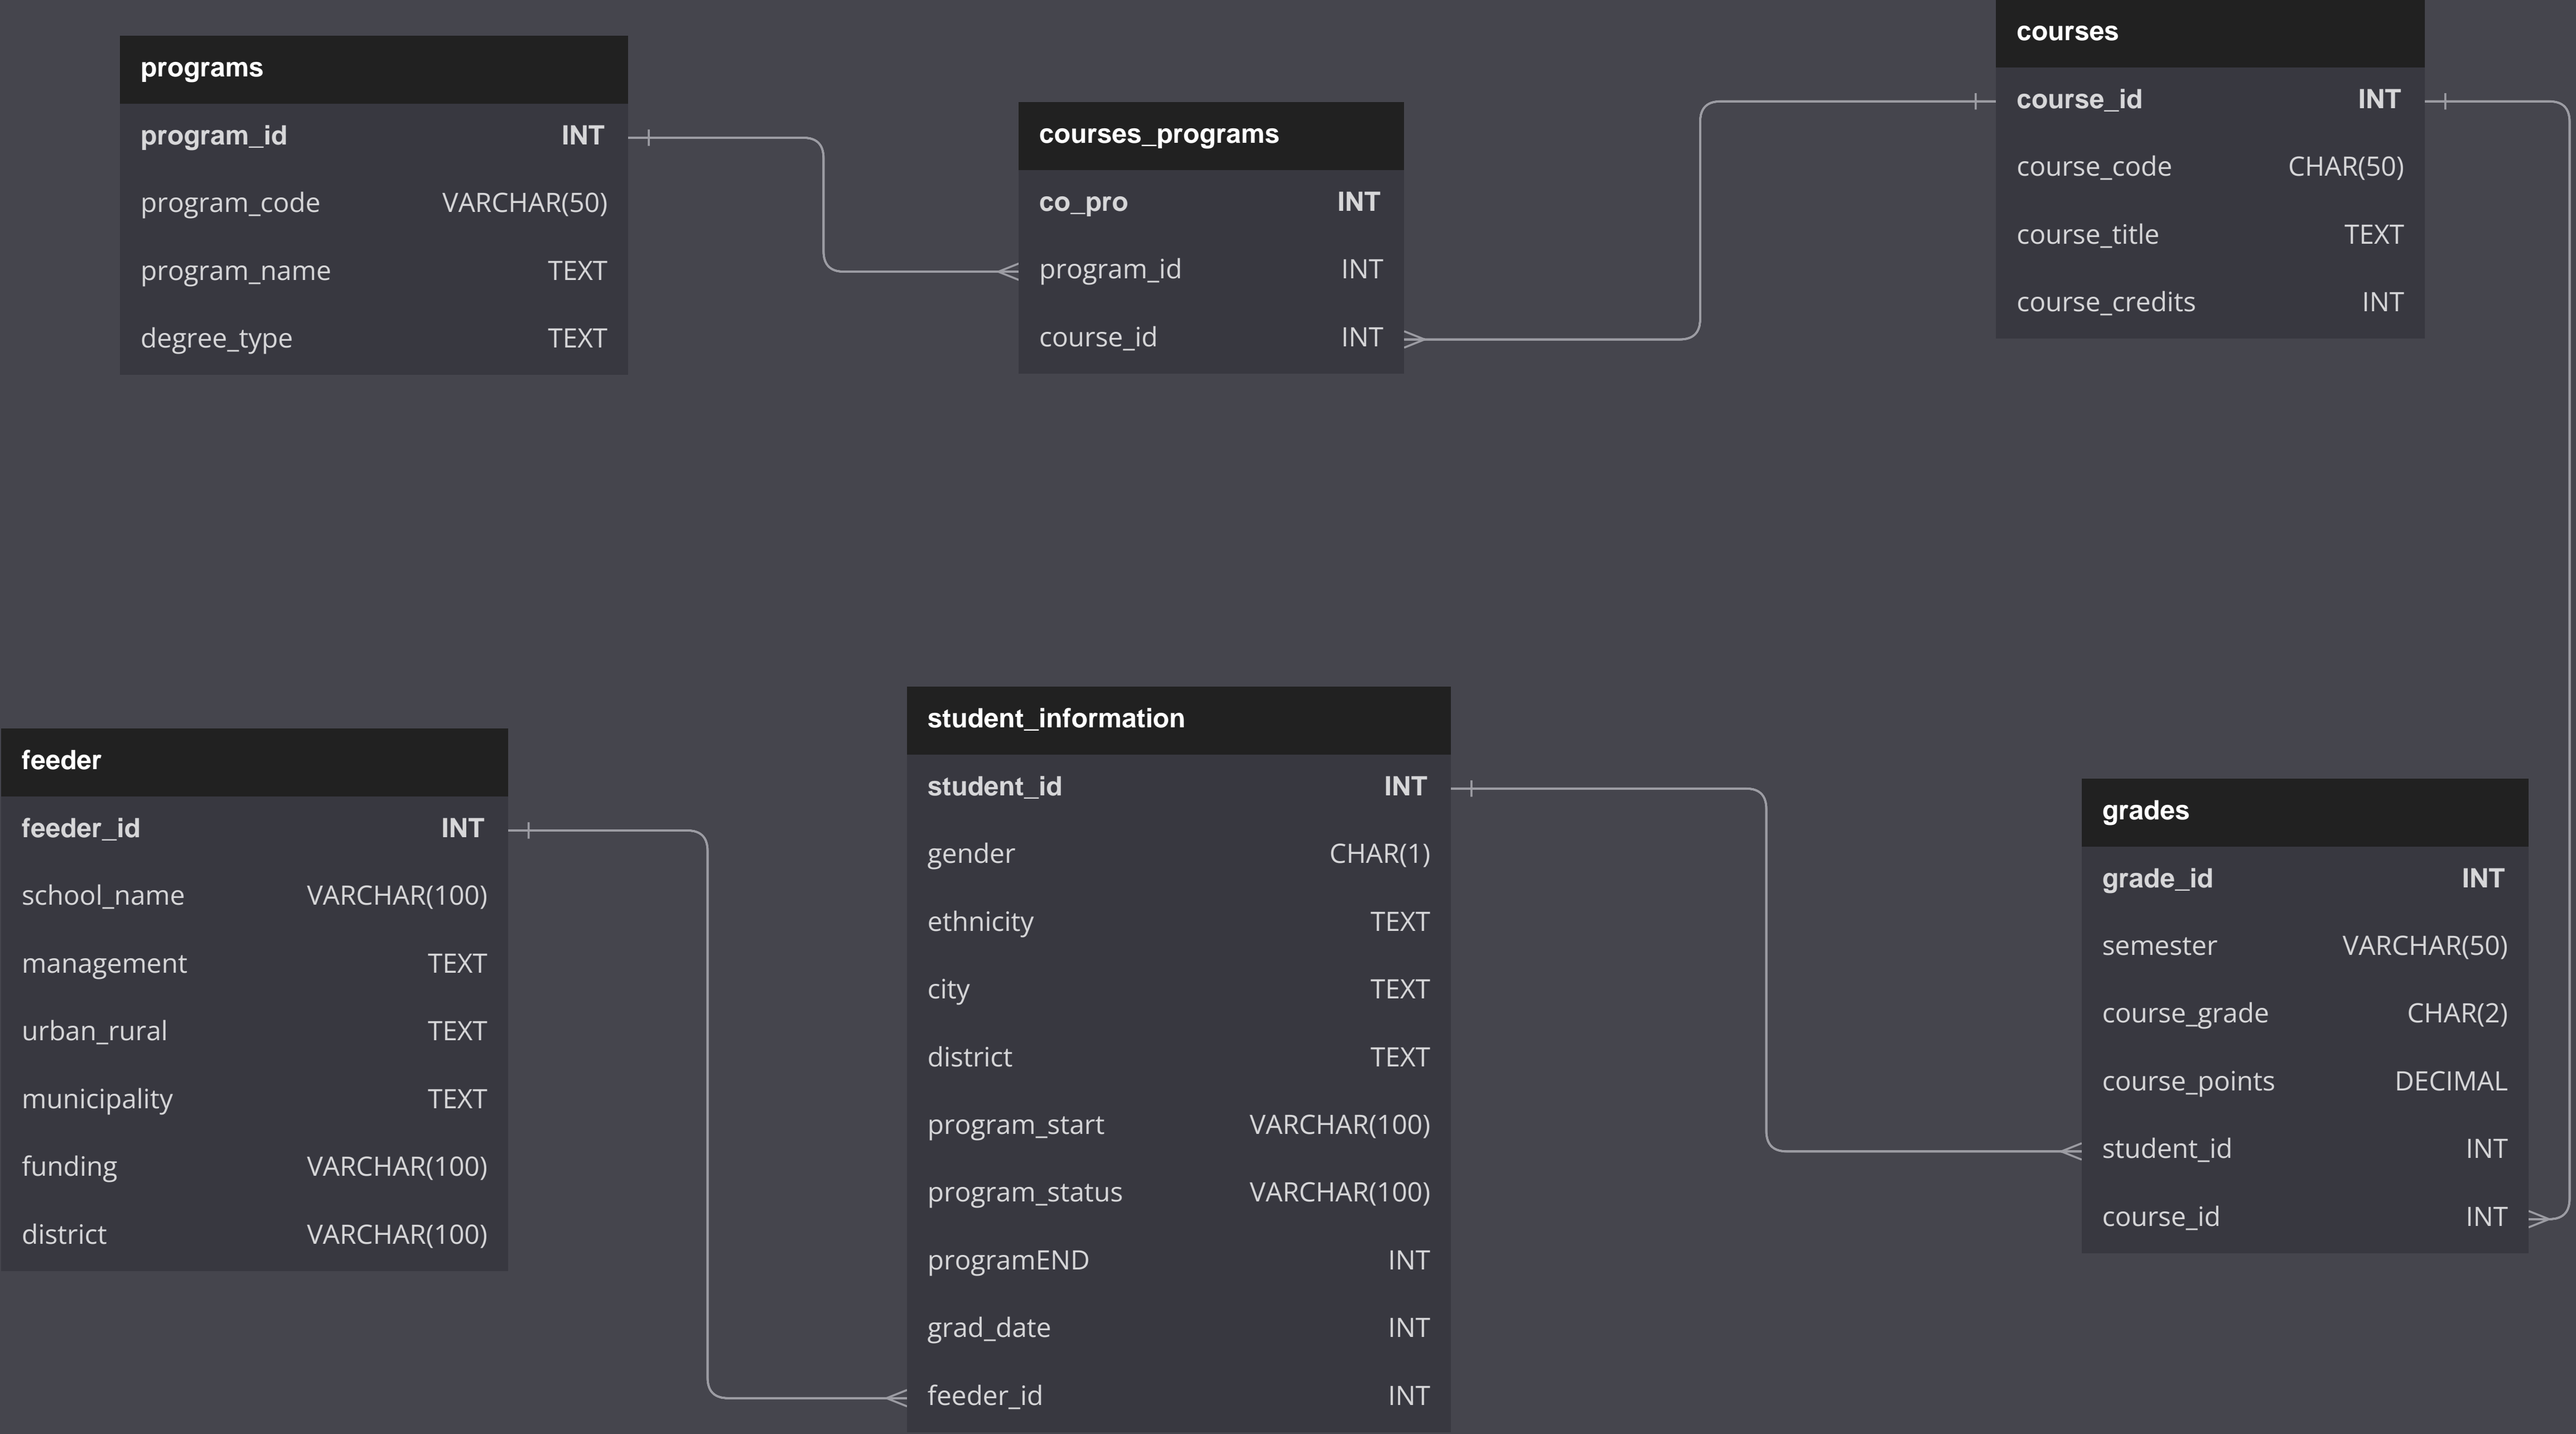 programs
program_id INT
program_code VARCHAR(50)
program_name TEXT
degree_type TEXT
courses_programs
co_pro INT
program_id INT
course_id INT
courses
course_id INT
course_code CHAR(50)
course_title TEXT
course_credits INT
feeder
feeder_id INT
school_name VARCHAR(100)
management TEXT
urban_rural TEXT
municipality TEXT
funding VARCHAR(100)
district VARCHAR(100)
student_information
student_id INT
gender CHAR(1)
ethnicity TEXT
city TEXT
district TEXT
program_start VARCHAR(100)
program_status VARCHAR(100)
programEND INT
grad_date INT
feeder_id INT
grades
grade_id INT
semester VARCHAR(50)
course_grade CHAR(2)
course_points DECIMAL
student_id INT
course_id INT